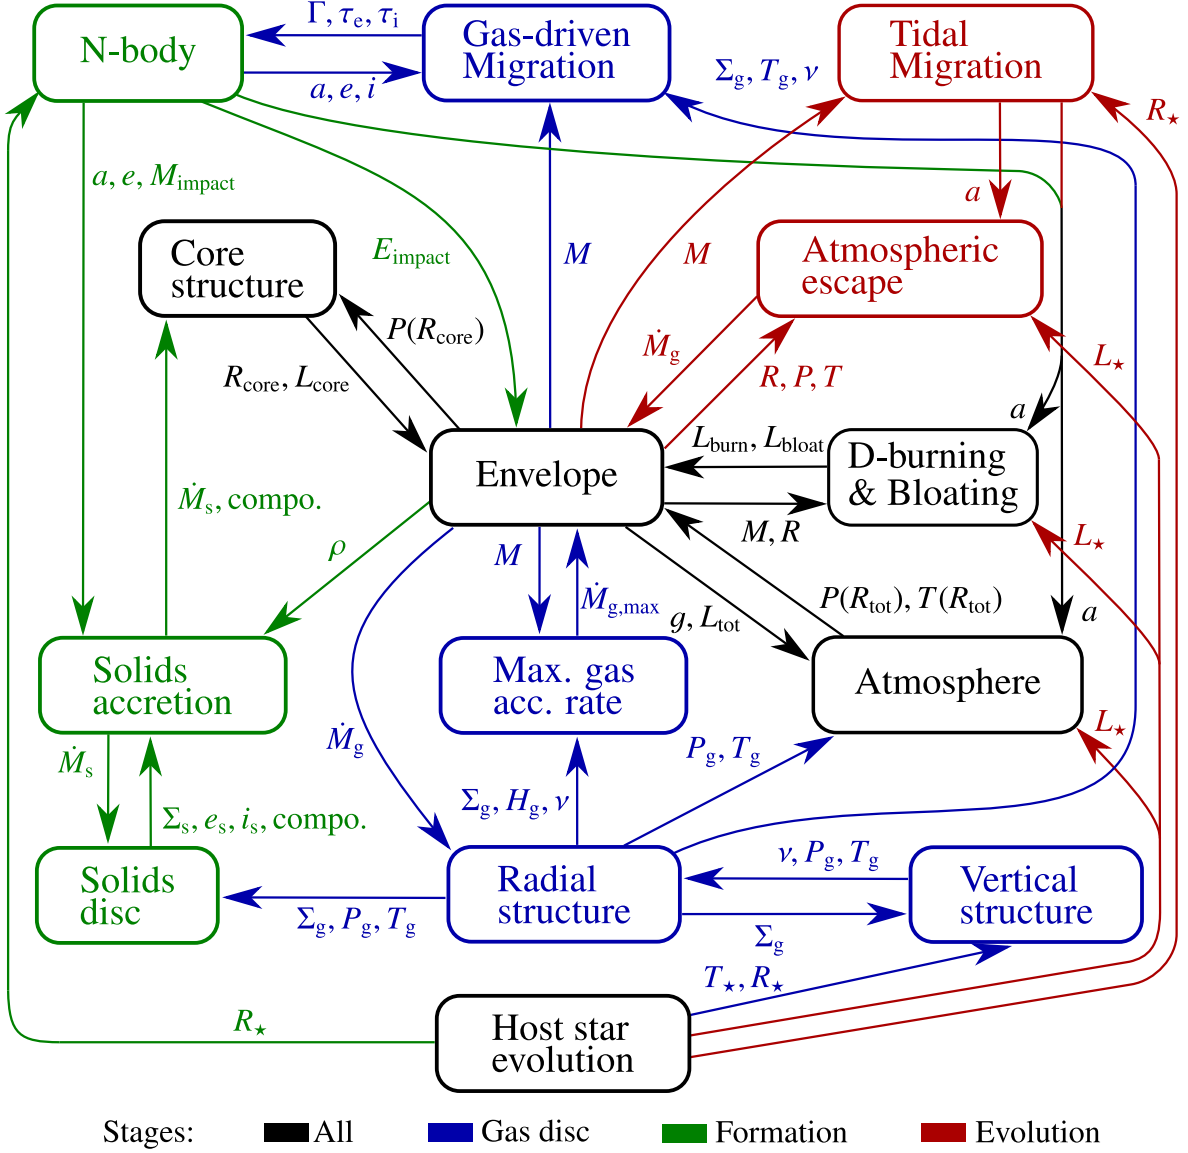 Γ, τe, τi
N-body
Gas-driven
Migration
Tidal
Migration
a, e, i
Σg, Tg, ν
R⋆
a, e, Mimpact
a
Core
structure
Eimpact
M
M
Atmospheric
escape
P(Rcore)
Ṁg
L⋆
Rcore, Lcore
R, P, T
a
Lburn, Lbloat
Envelope
D-burning
& Bloating
Ṁs, compo.
M, R
L⋆
ρ
M
Ṁg,max
P(Rtot), T(Rtot)
g, Ltot
a
Solids
accretion
Max. gas
acc. rate
Atmosphere
L⋆
Ṁs
Ṁg
Pg, Tg
Σs, es, is, compo.
Σg, Hg, ν
ν, Pg, Tg
Solids
disc
Radial
structure
Vertical
structure
Σg, Pg, Tg
Σg
T⋆, R⋆
R⋆
Host star
evolution
Stages: All Gas disc Formation Evolution